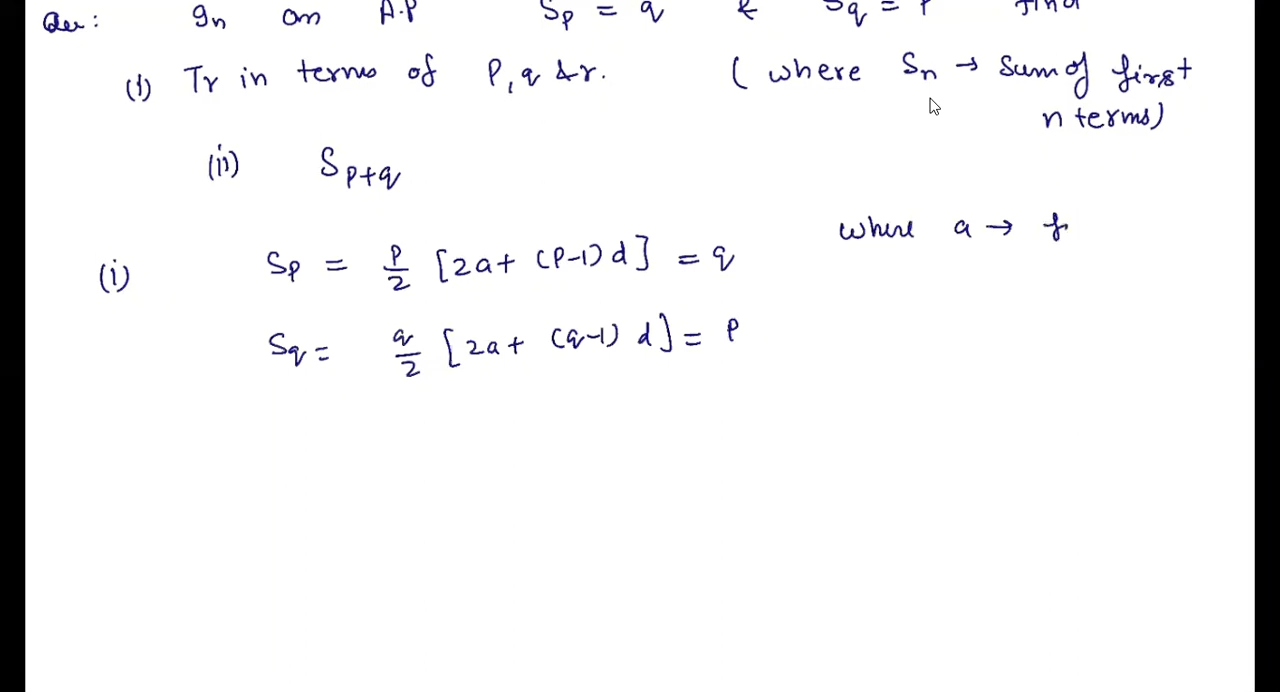 Que: In an A.P Sp = q & Sq = P find
(i) Tr in terms of P, q & r. ( where Sn → Sum of first
n terms)
(ii) Sp+q
where a → f
(i) Sp = P/2 [2a+ (P-1) d] = q
Sq = q/2 [2a+ (q-1) d] = P